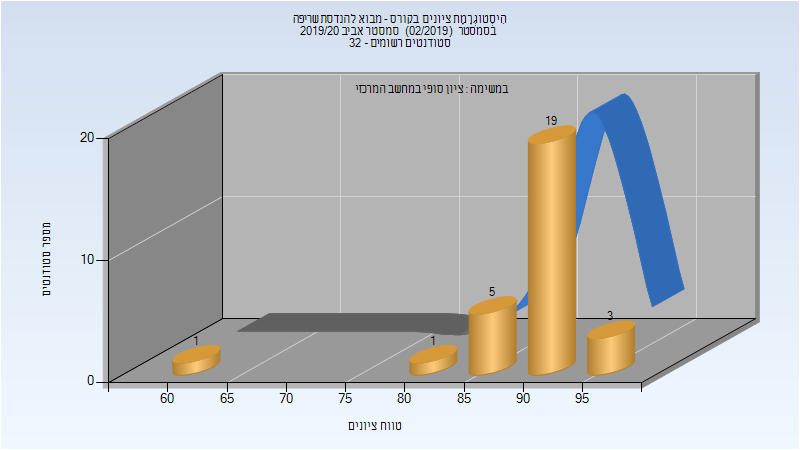 היסטוגרמת ציונים בקורס - מבוא להנדסת שריפה
בסמסטר (02/2019) סמסטר אביב 2019/20
סטודנטים רשומים - 32
במשימה : ציון סופי במחשב המרכזי
20
10
0
מספר סטודנטים
1
1
5
19
3
60 65 70 75 80 85 90 95
טווח ציונים